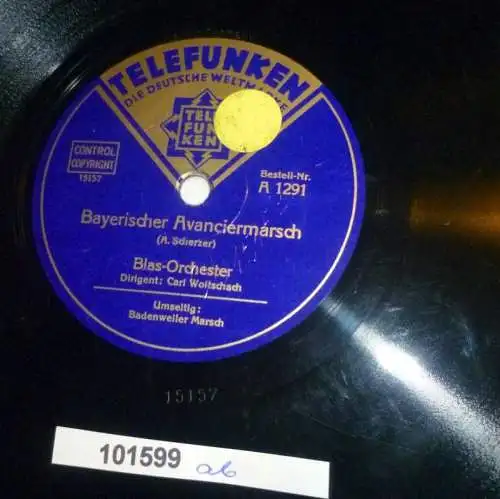 TELEFUNKEN
DIE DEUTSCHE WELTMARKE
TELE
FUN
KEN
CONTROL
COPYRIGHT
15157
Bestell-Nr.
A 1291
Bayerischer Avanciermarsch
(A. Scherzer)
Blas-Orchester
Dirigent: Carl Woitschach
Umseitig:
Badenweiler Marsch
15157
101599 ab